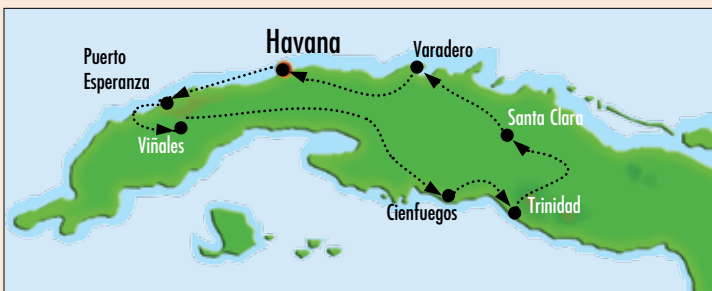 Havana
Varadero
Puerto
Esperanza
Santa Clara
Viñales
Cienfuegos
Trinidad